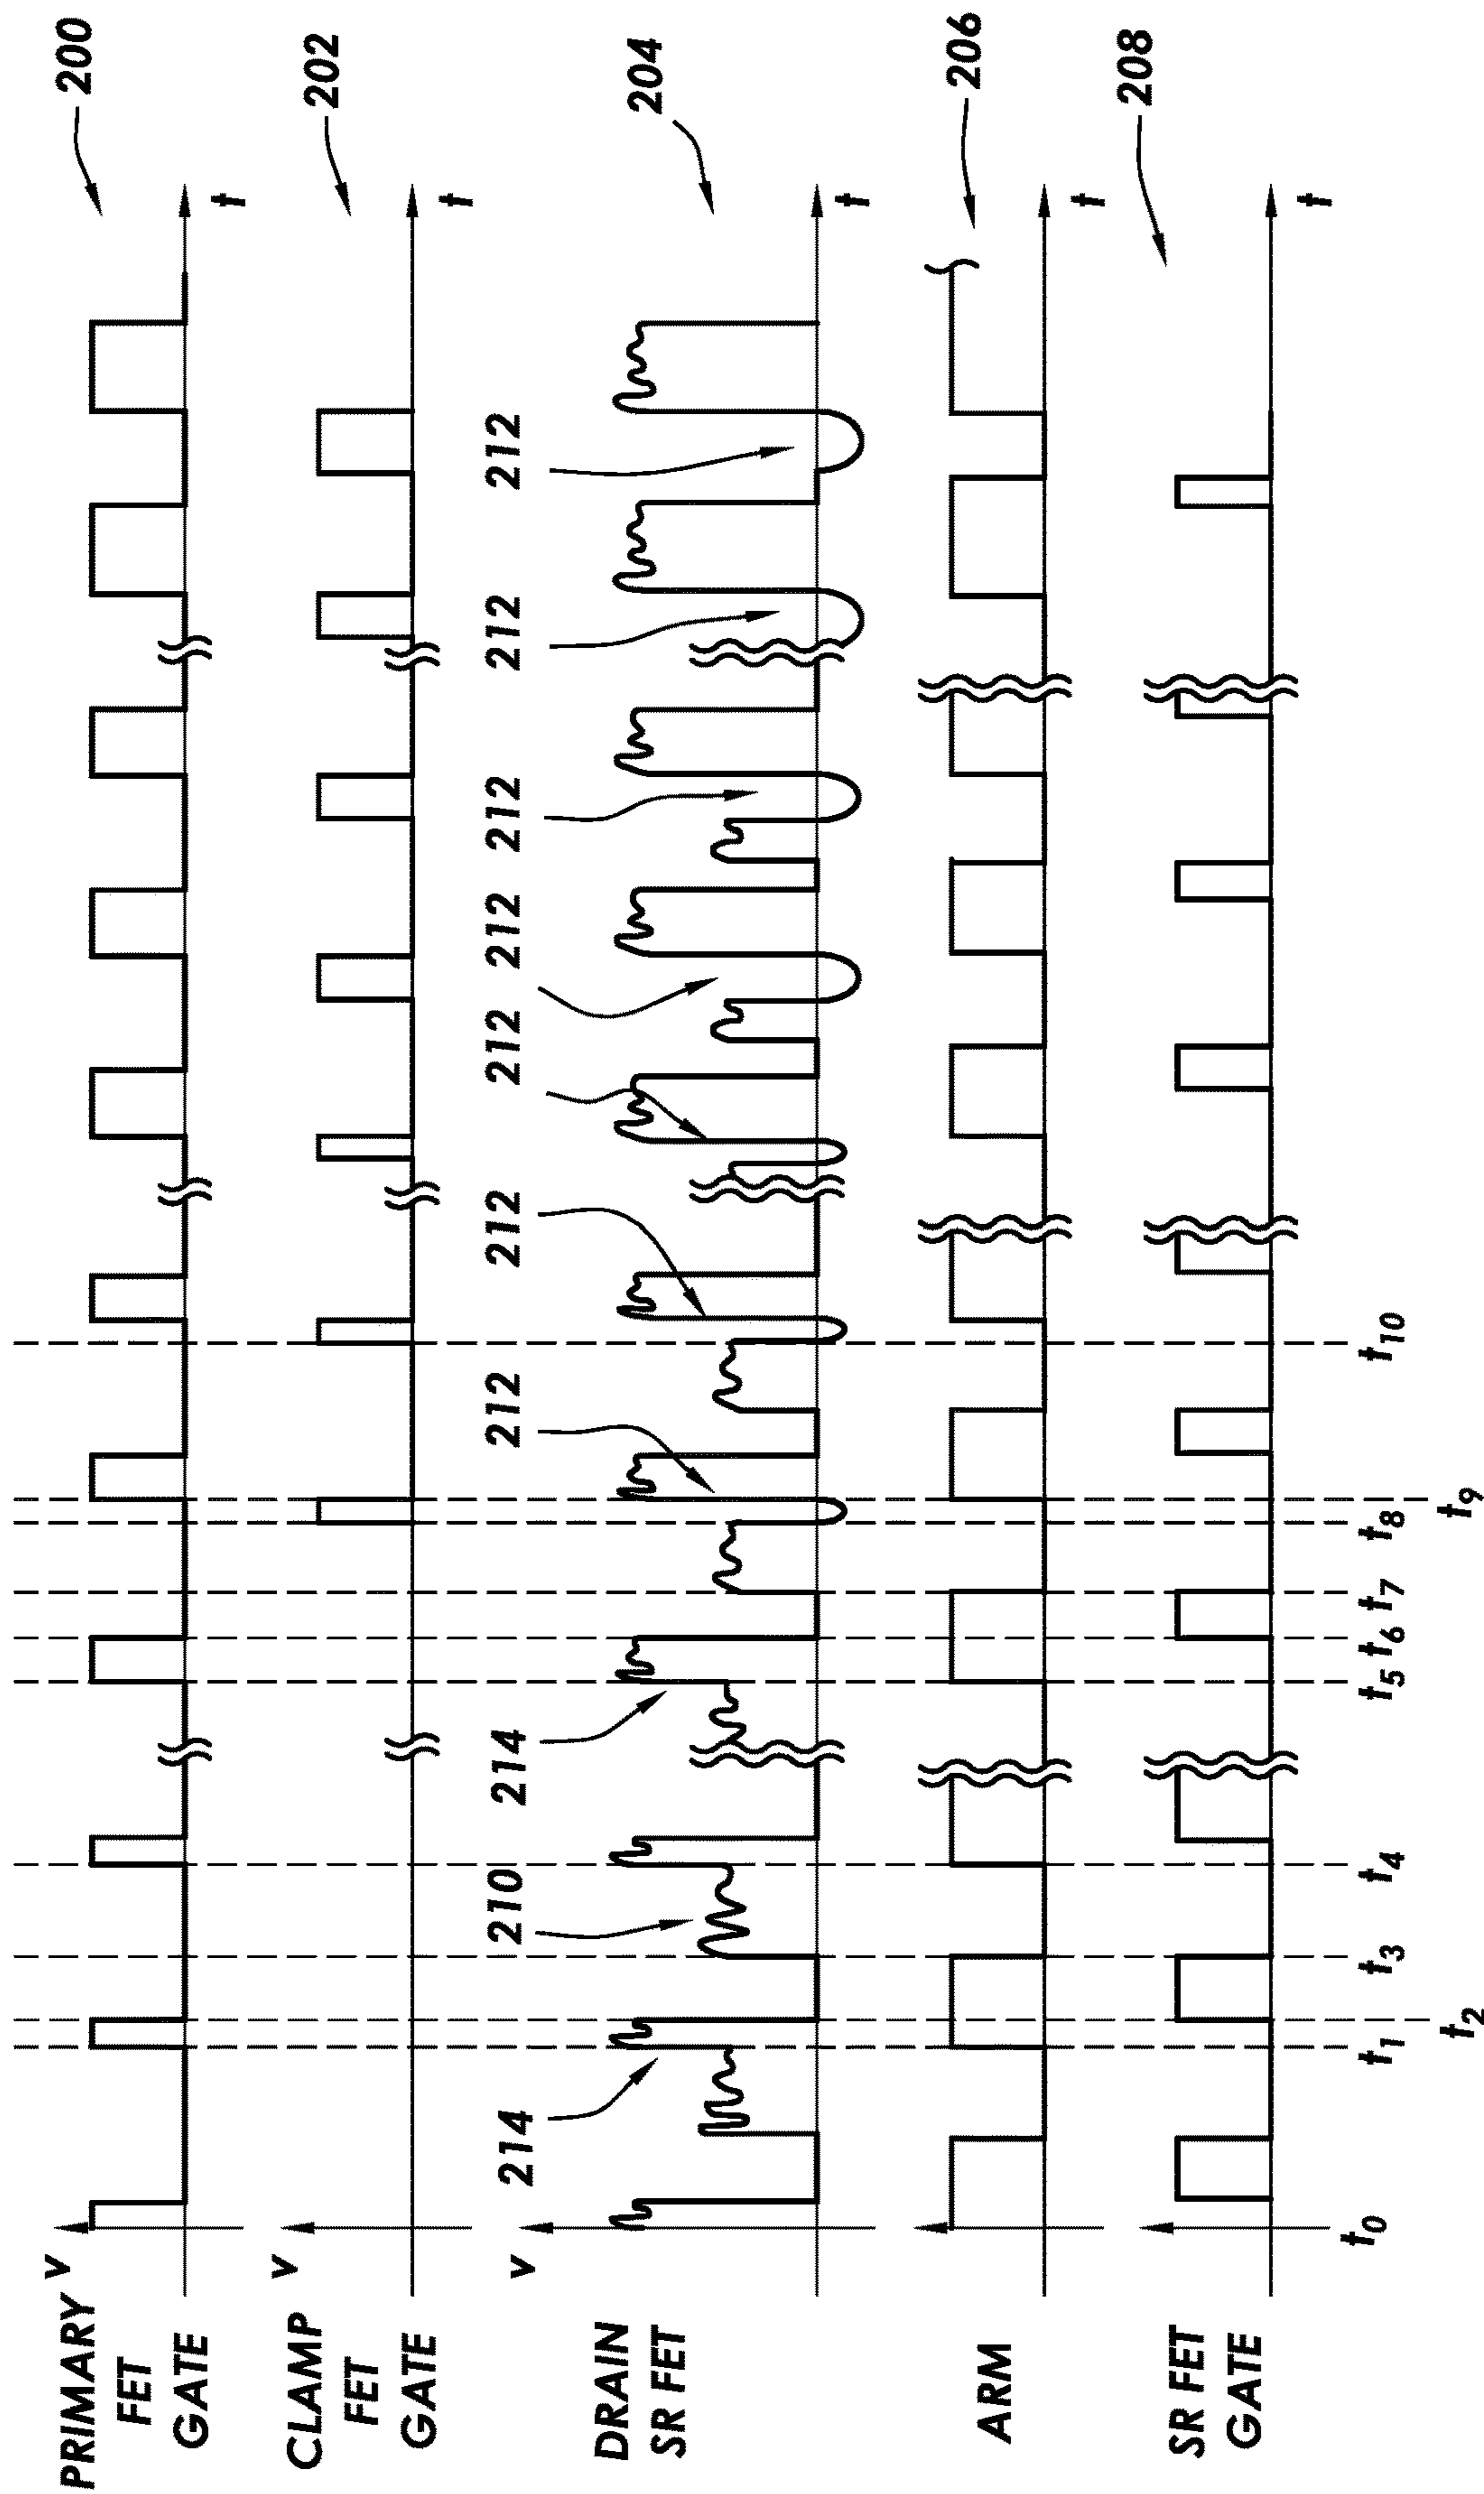 PRIMARY
FET
GATE
v
t
200
CLAMP
FET
GATE
v
t
202
DRAIN
SR FET
v
214
210
214
212
212
212
212
212
212
212
t
204
ARM
t
206
SR FET
GATE
t
208
t0
t1
t2
t3
t4
t5
t6
t7
t8
t9
t10